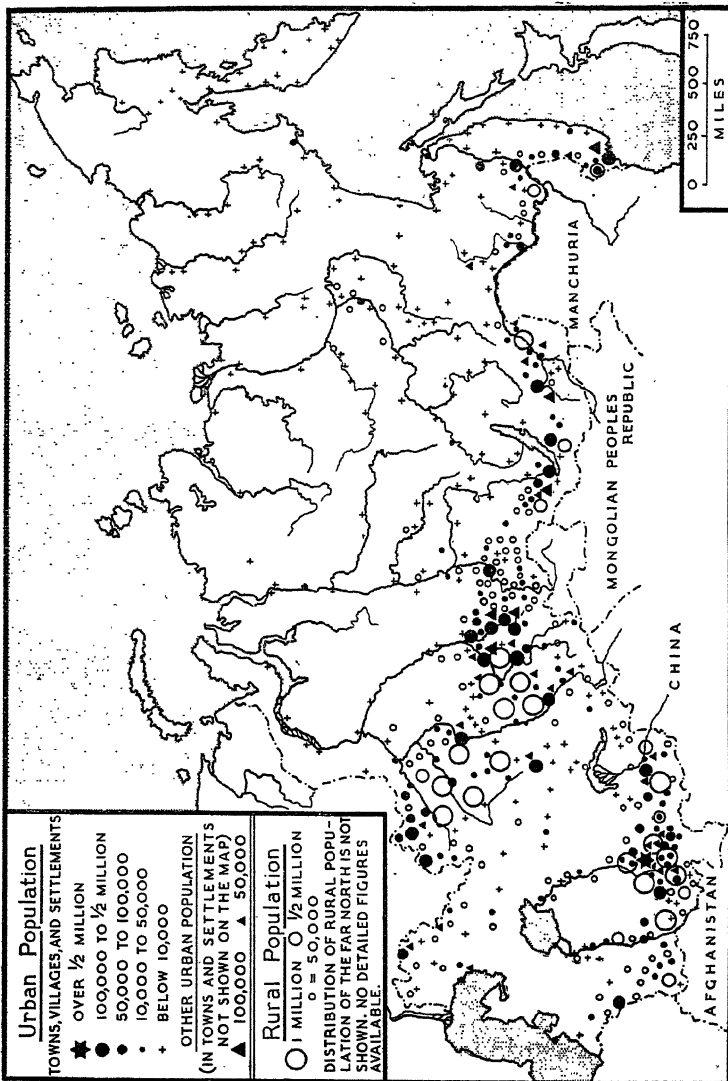 Urban Population
TOWNS, VILLAGES, AND SETTLEMENTS
OVER ½ MILLION
100,000 TO ½ MILLION
50,000 TO 100,000
10,000 TO 50,000
BELOW 10,000
OTHER URBAN POPULATION
(IN TOWNS AND SETTLEMENTS
NOT SHOWN ON THE MAP)
100,000 50,000
Rural Population
1 MILLION ½ MILLION
= 50,000
DISTRIBUTION OF RURAL POPU-
LATION OF THE FAR NORTH IS NOT
SHOWN. NO DETAILED FIGURES
AVAILABLE.
AFGHANISTAN
CHINA
MONGOLIAN PEOPLES
REPUBLIC
MANCHURIA
0 250 500 750
MILES